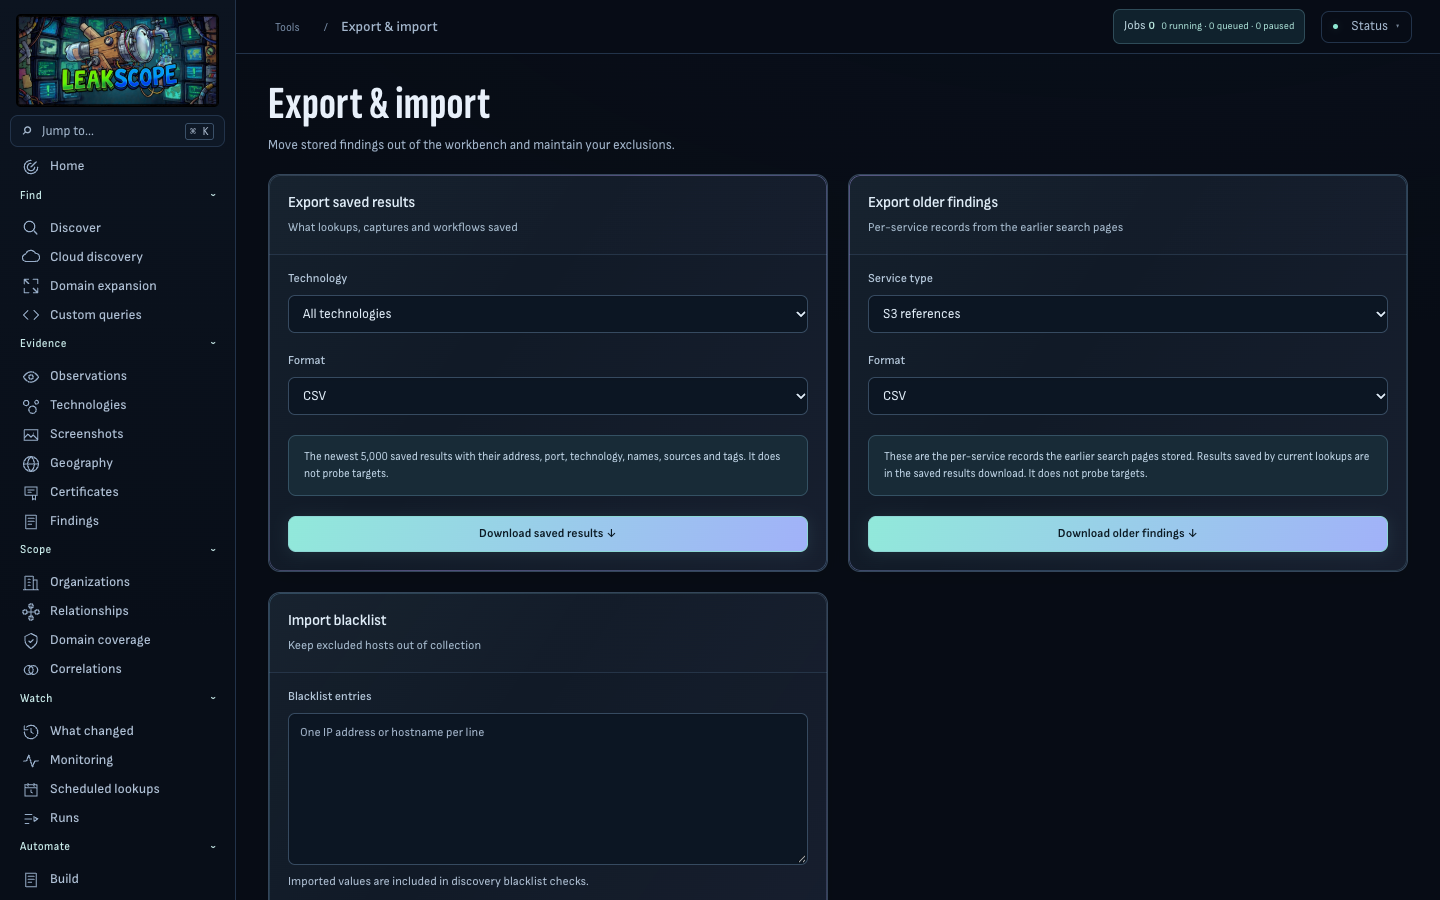 LEAKSCOPE
Jump to...
⌘ K
Home
Find
Discover
Cloud discovery
Domain expansion
Custom queries
Evidence
Observations
Technologies
Screenshots
Geography
Certificates
Findings
Scope
Organizations
Relationships
Domain coverage
Correlations
Watch
What changed
Monitoring
Scheduled lookups
Runs
Automate
Build
Tools / Export & import
Jobs 0 0 running · 0 queued · 0 paused
Status
Export & import
Move stored findings out of the workbench and maintain your exclusions.
Export saved results
What lookups, captures and workflows saved
Technology
All technologies
Format
CSV
The newest 5,000 saved results with their address, port, technology, names, sources and tags. It does
not probe targets.
Download saved results ↓
Export older findings
Per-service records from the earlier search pages
Service type
S3 references
Format
CSV
These are the per-service records the earlier search pages stored. Results saved by current lookups are
in the saved results download. It does not probe targets.
Download older findings ↓
Import blacklist
Keep excluded hosts out of collection
Blacklist entries
One IP address or hostname per line
Imported values are included in discovery blacklist checks.